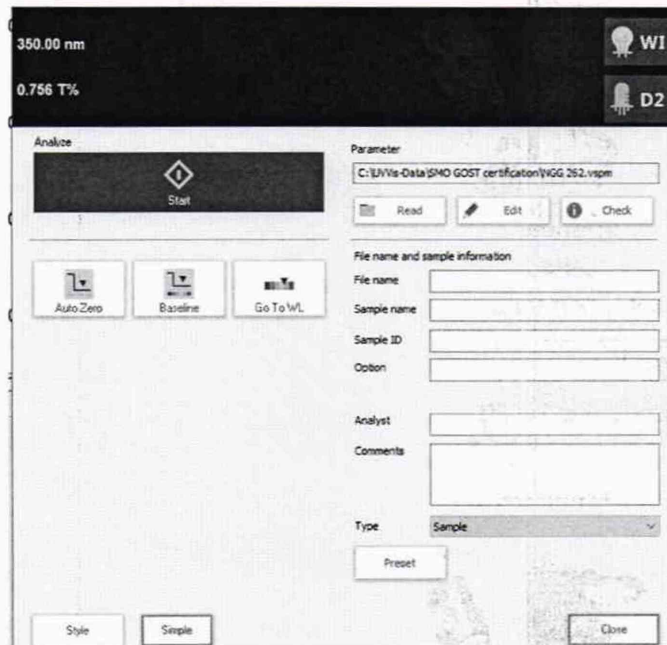 350.00 nm
WI
0.756 T%
D2
Analyze
Start
Auto Zero
Baseline
Go To WL
Parameter
C:\UVVis-Data\SMO GOST certification\NGG 262.vspm
Read
Edit
Check
File name and sample information
File name
Sample name
Sample ID
Option
Analyst
Comments
Type
Sample
Preset
Style
Simple
Close